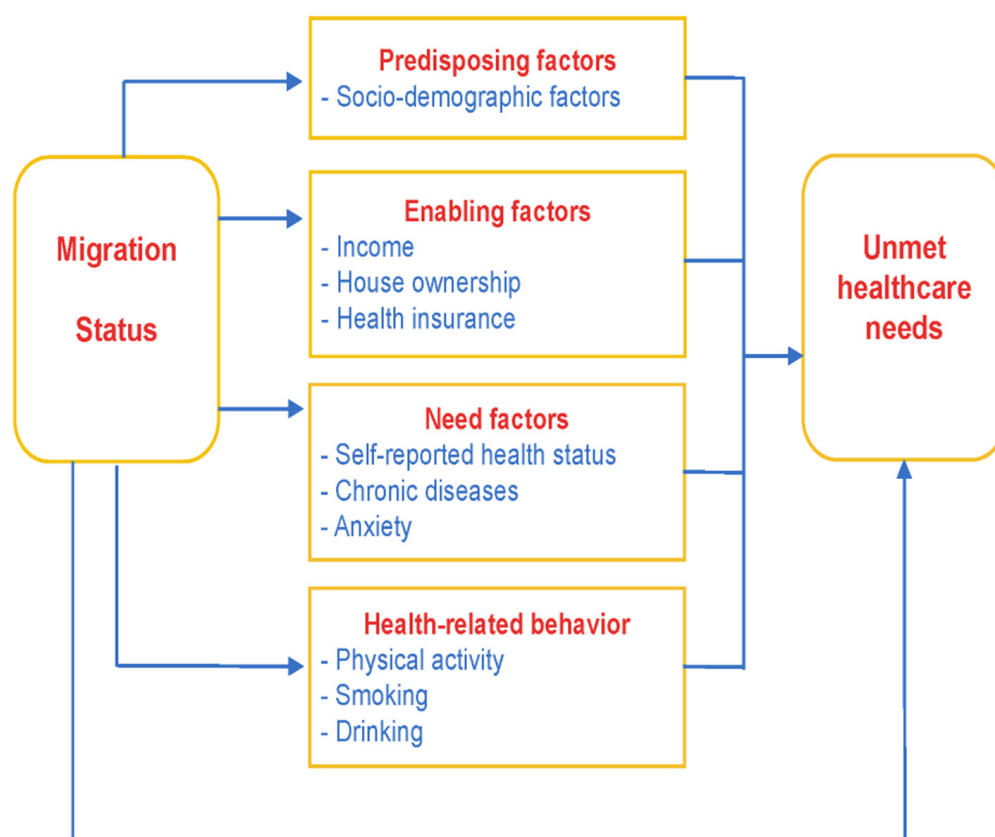 Migration
Status
Predisposing factors
- Socio-demographic factors
Enabling factors
- Income
- House ownership
- Health insurance
Need factors
- Self-reported health status
- Chronic diseases
- Anxiety
Health-related behavior
- Physical activity
- Smoking
- Drinking
Unmet
healthcare
needs